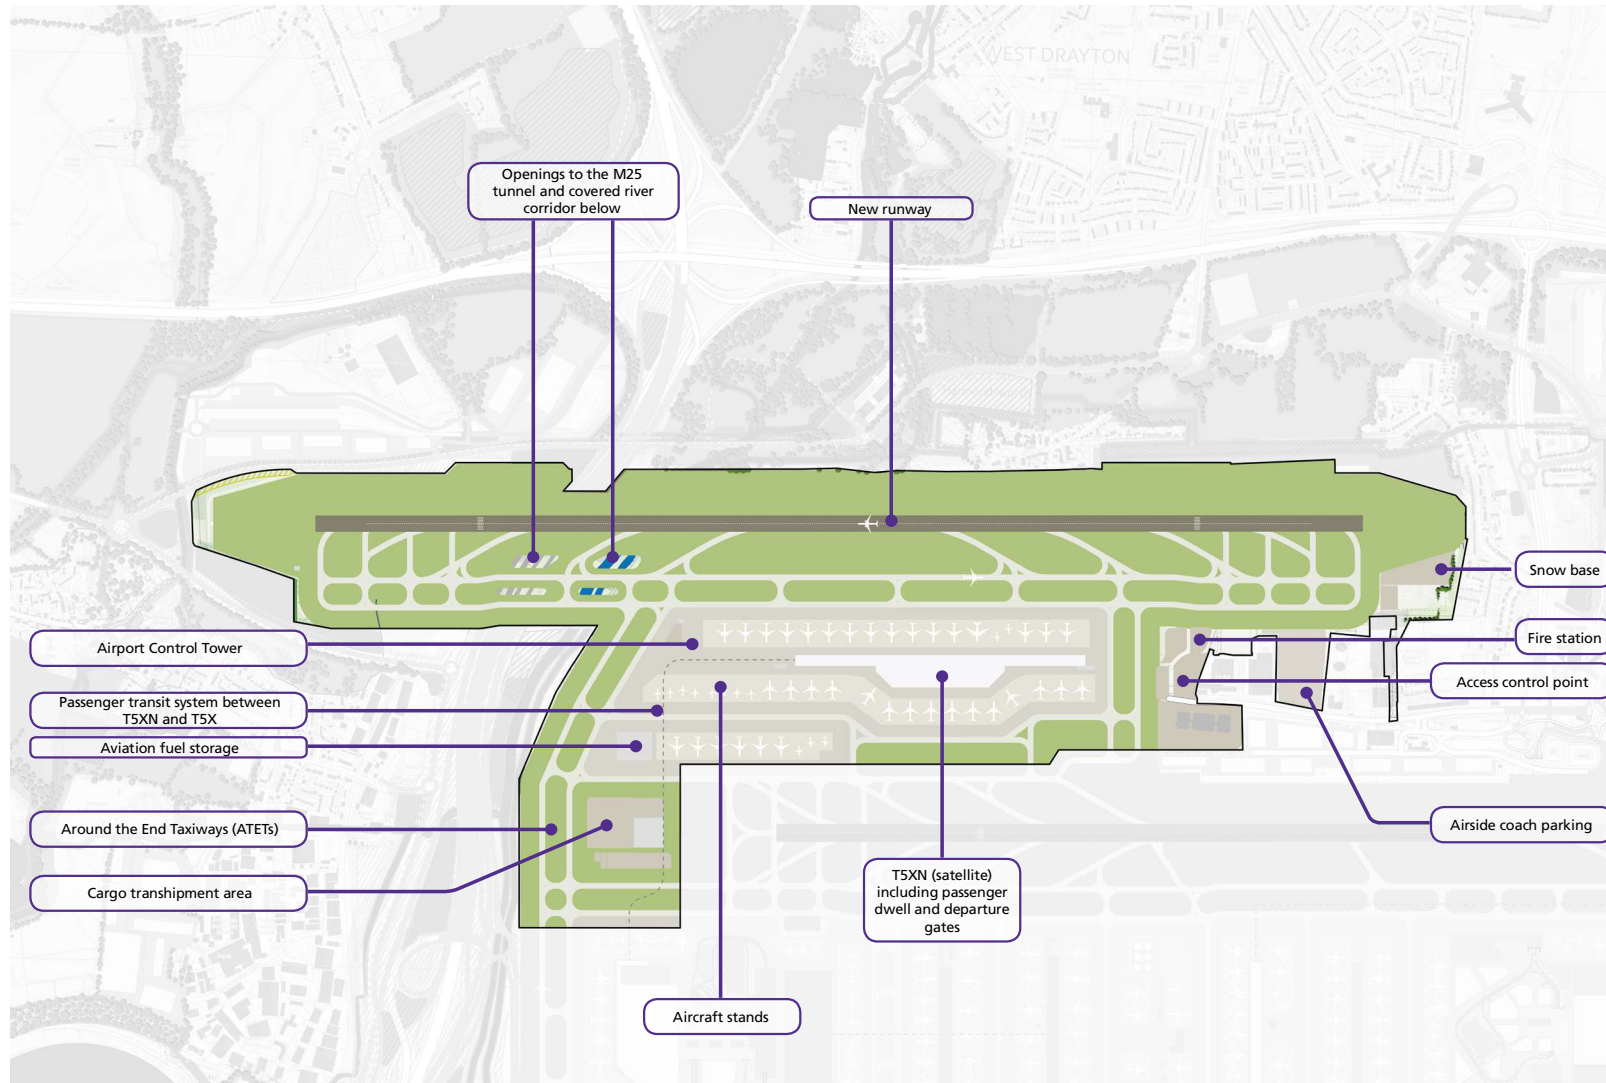 WEST DRAYTON
Openings to the M25
tunnel and covered river
corridor below
New runway
Snow base
Fire station
Airport Control Tower
Access control point
Passenger transit system between
T5XN and T5X
Aviation fuel storage
Around the End Taxiways (ATETs)
Airside coach parking
Cargo transhipment area
T5XN (satellite)
including passenger
dwell and departure
gates
Aircraft stands